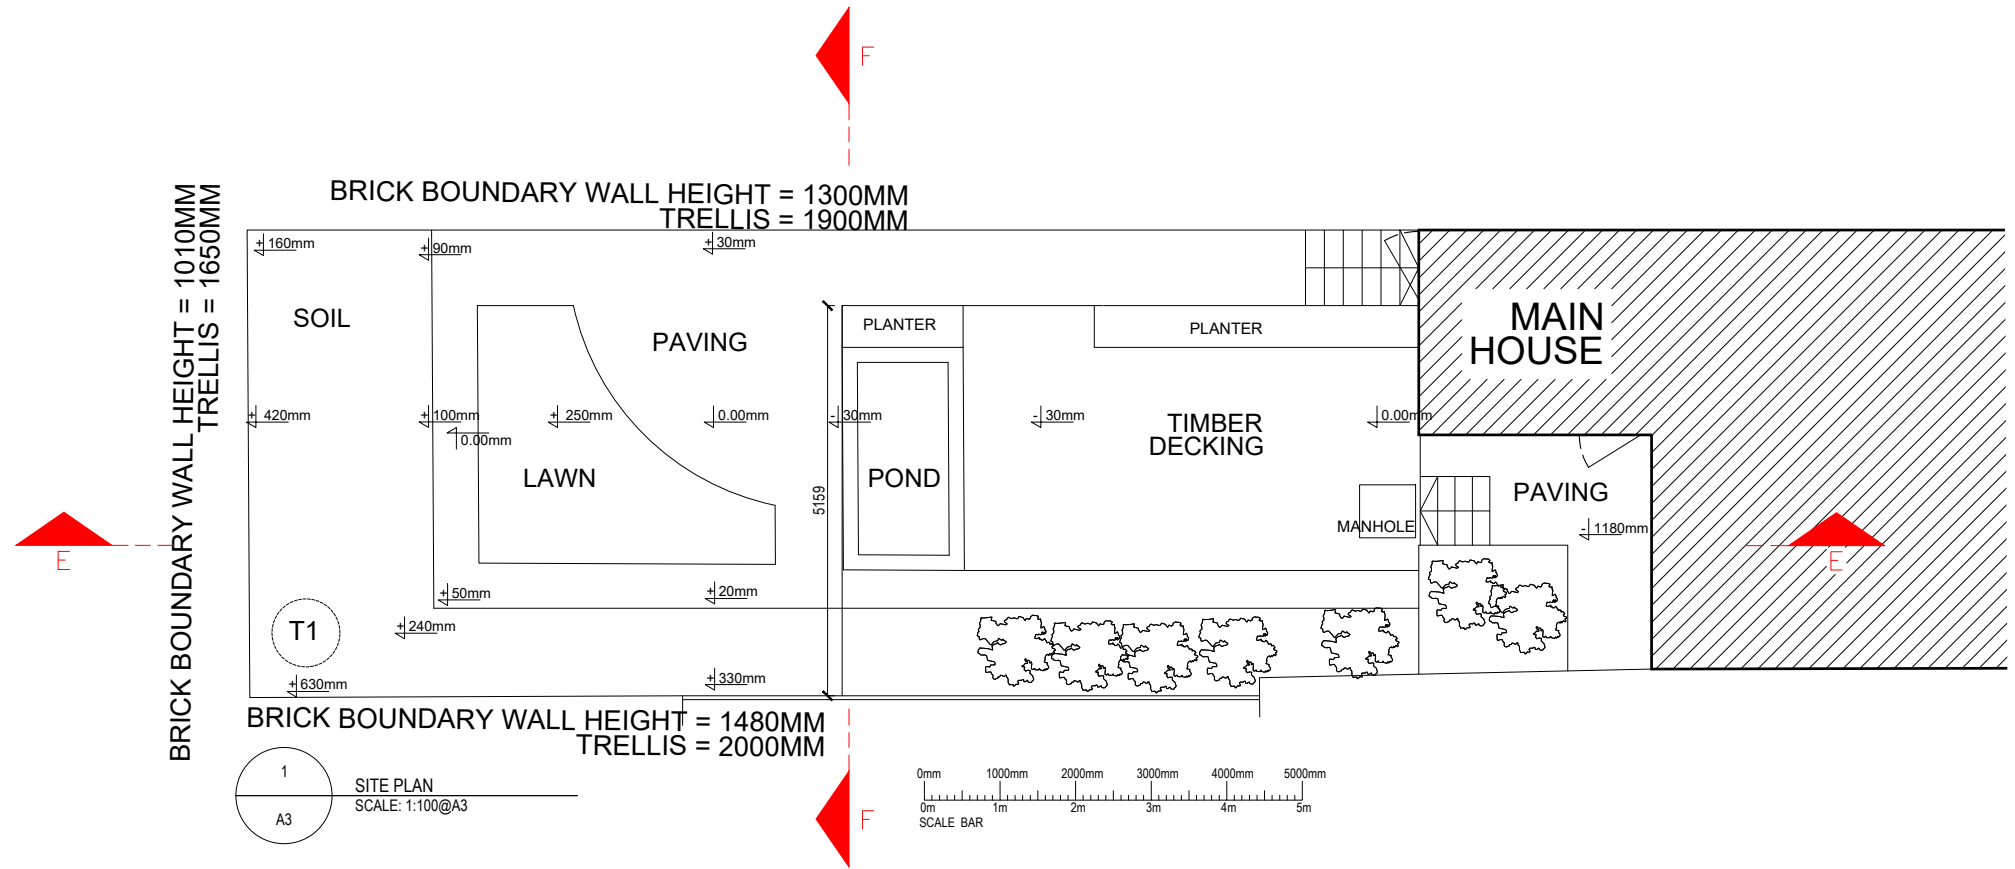 F
BRICK BOUNDARY WALL HEIGHT = 1300MM
TRELLIS = 1900MM
BRICK BOUNDARY WALL HEIGHT = 1010MM
TRELLIS = 1650MM
+ 160mm
+ 90mm
+ 30mm
SOIL
PAVING
PLANTER
PLANTER
MAIN
HOUSE
+ 420mm
+ 100mm
0.00mm
+ 250mm
0.00mm
- 30mm
- 30mm
0.00mm
TIMBER
DECKING
LAWN
5159
POND
MANHOLE
PAVING
- 1180mm
E
E
+ 50mm
+ 20mm
T1
+ 240mm
+ 630mm
+ 330mm
BRICK BOUNDARY WALL HEIGHT = 1480MM
TRELLIS = 2000MM
1
A3
SITE PLAN
SCALE: 1:100@A3
F
0mm 1000mm 2000mm 3000mm 4000mm 5000mm
0m 1m 2m 3m 4m 5m
SCALE BAR